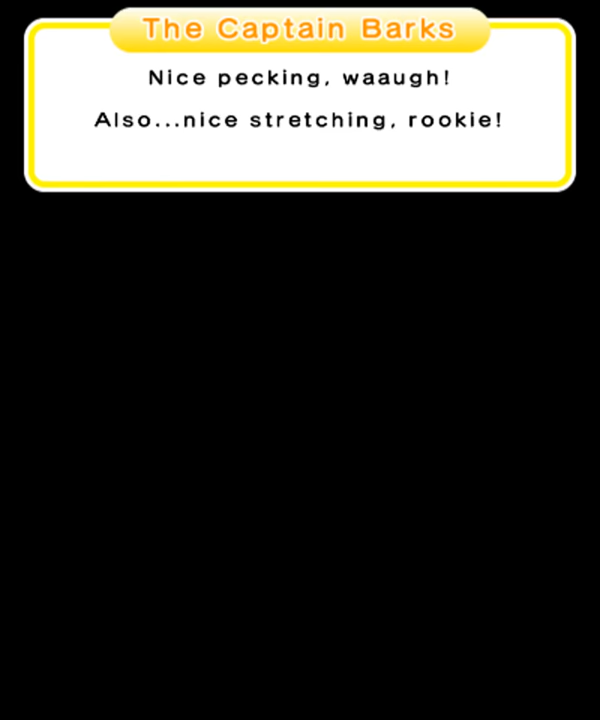 The Captain Barks
Nice pecking, waaugh!
Also...nice stretching, rookie!